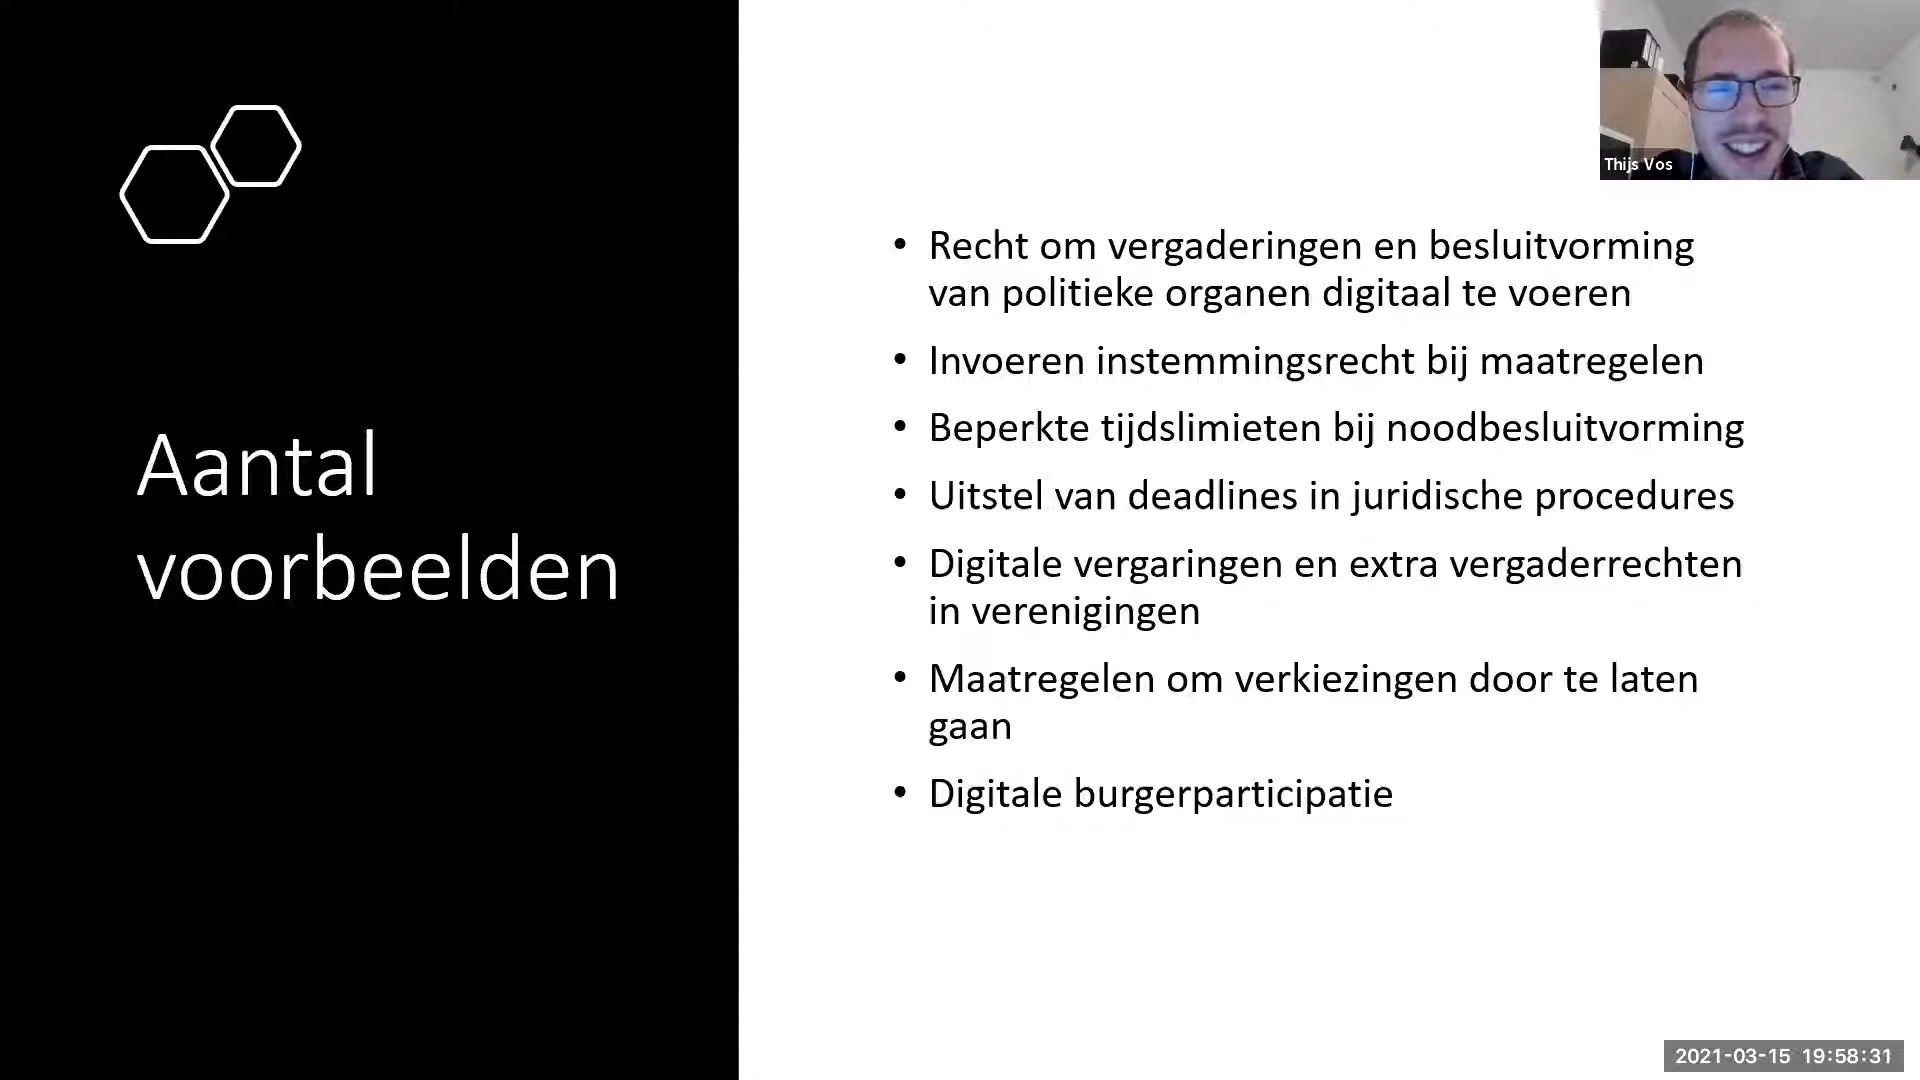 Thijs Vos
Aantal
voorbeelden
• Recht om vergaderingen en besluitvorming
van politieke organen digitaal te voeren
• Invoeren instemmingsrecht bij maatregelen
• Beperkte tijdslimieten bij noodbesluitvorming
• Uitstel van deadlines in juridische procedures
• Digitale vergaringen en extra vergaderrechten
in verenigingen
• Maatregelen om verkiezingen door te laten
gaan
• Digitale burgerparticipatie
2021-03-15 19:58:31